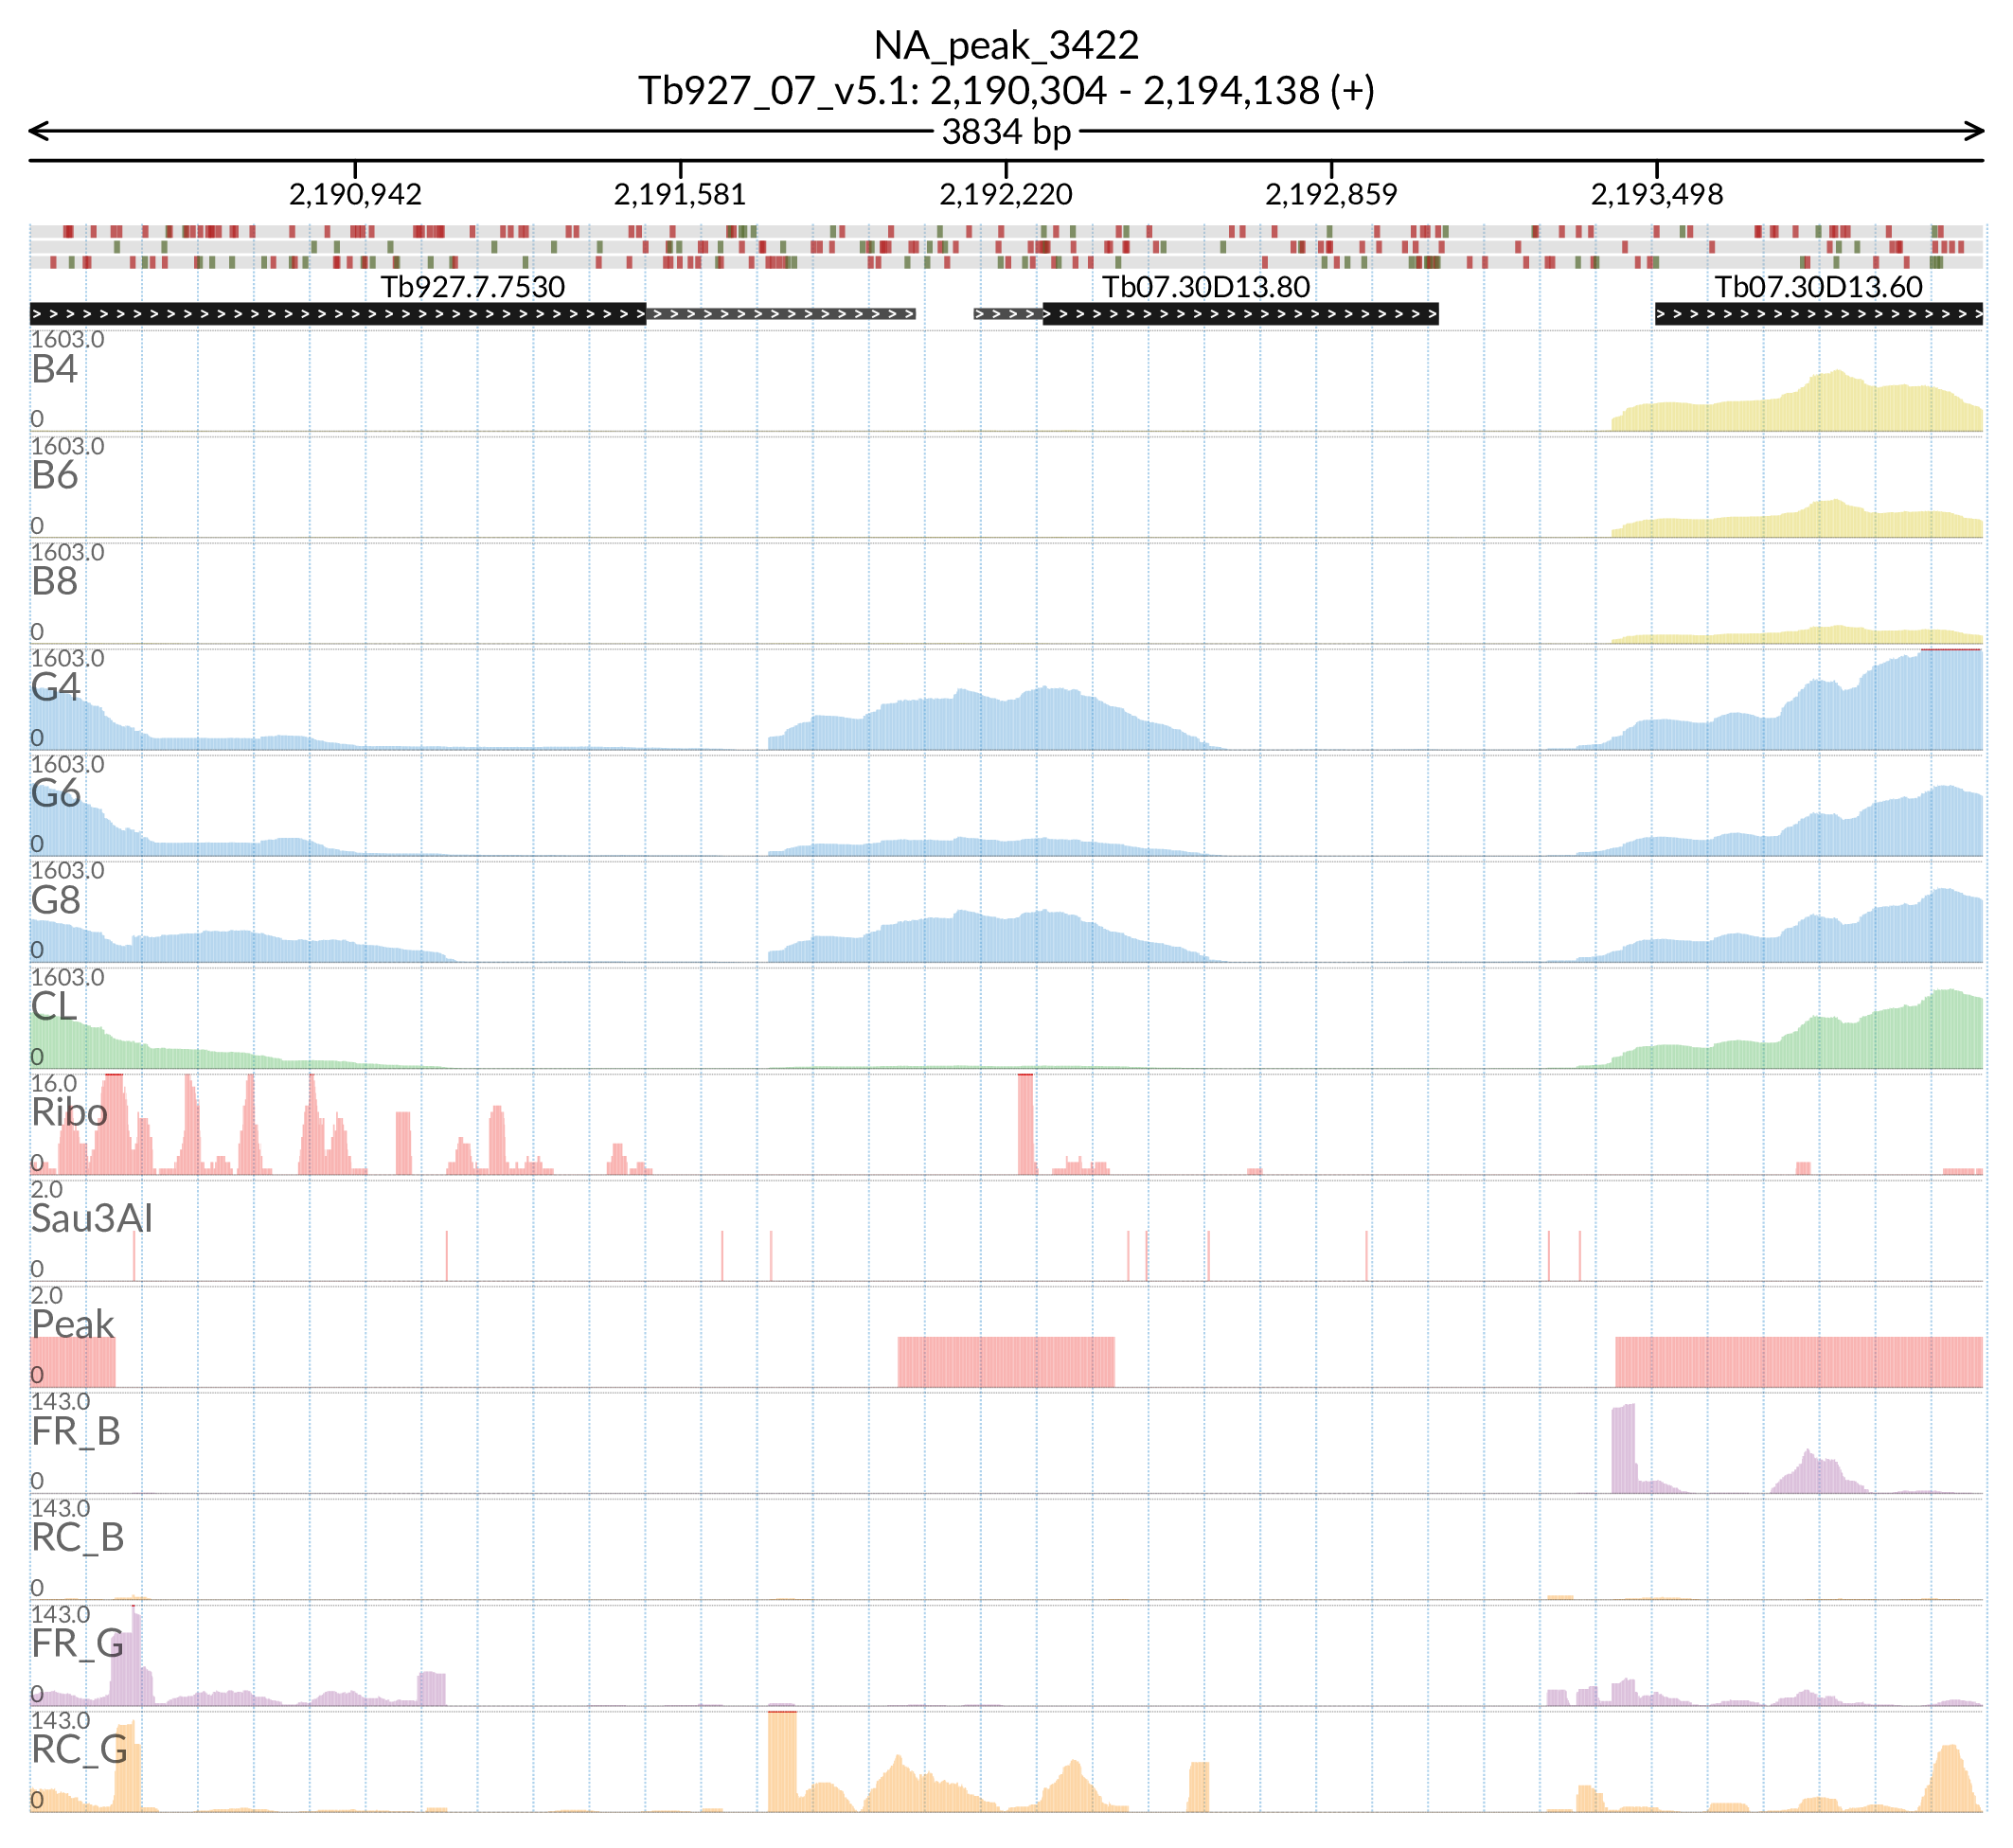 NA_peak_3422
Tb927_07_v5.1: 2,190,304 - 2,194,138 (+)
3834 bp
2,190,942 2,191,581 2,192,220 2,192,859 2,193,498
Tb927.7.7530 Tb07.30D13.80 Tb07.30D13.60
1603.0
B4
0
1603.0
B6
0
1603.0
B8
0
1603.0
G4
0
1603.0
G6
0
1603.0
G8
0
1603.0
CL
0
16.0
Ribo
0
2.0
Sau3AI
0
2.0
Peak
0
143.0
FR_B
0
143.0
RC_B
0
143.0
FR_G
0
143.0
RC_G
0